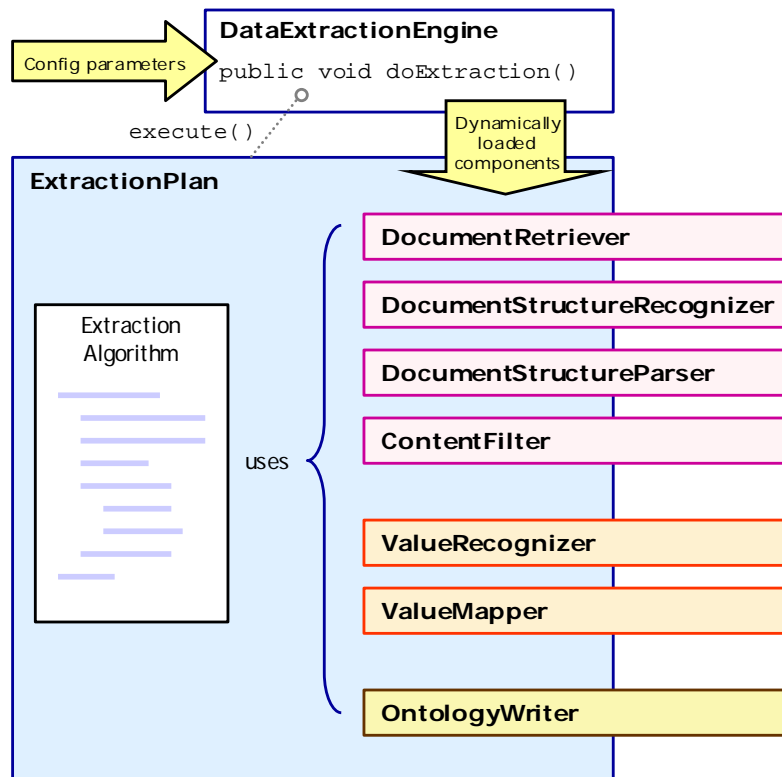 DataExtractionEngine
Config parameters
public void doExtraction()
execute()
Dynamically
loaded
components
ExtractionPlan
DocumentRetriever
DocumentStructureRecognizer
Extraction
Algorithm
DocumentStructureParser
ContentFilter
uses
ValueRecognizer
ValueMapper
OntologyWriter